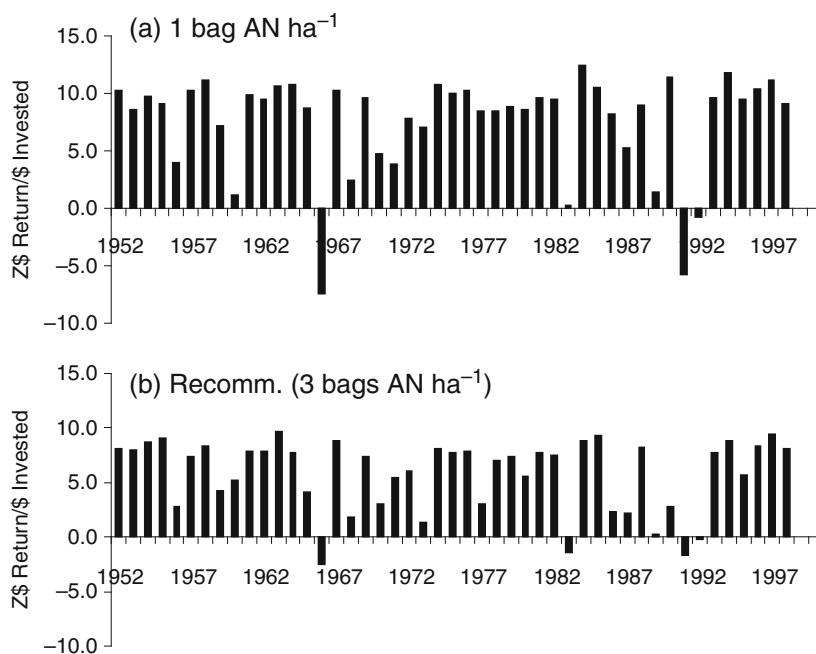 (a) 1 bag AN ha⁻¹
Z$ Return/$ Invested
15.0
10.0
5.0
0.0
–5.0
–10.0
1952 1957 1962 1967 1972 1977 1982 1987 1992 1997
(b) Recomm. (3 bags AN ha⁻¹)
Z$ Return/$ Invested
15.0
10.0
5.0
0.0
–5.0
–10.0
1952 1957 1962 1967 1972 1977 1982 1987 1992 1997